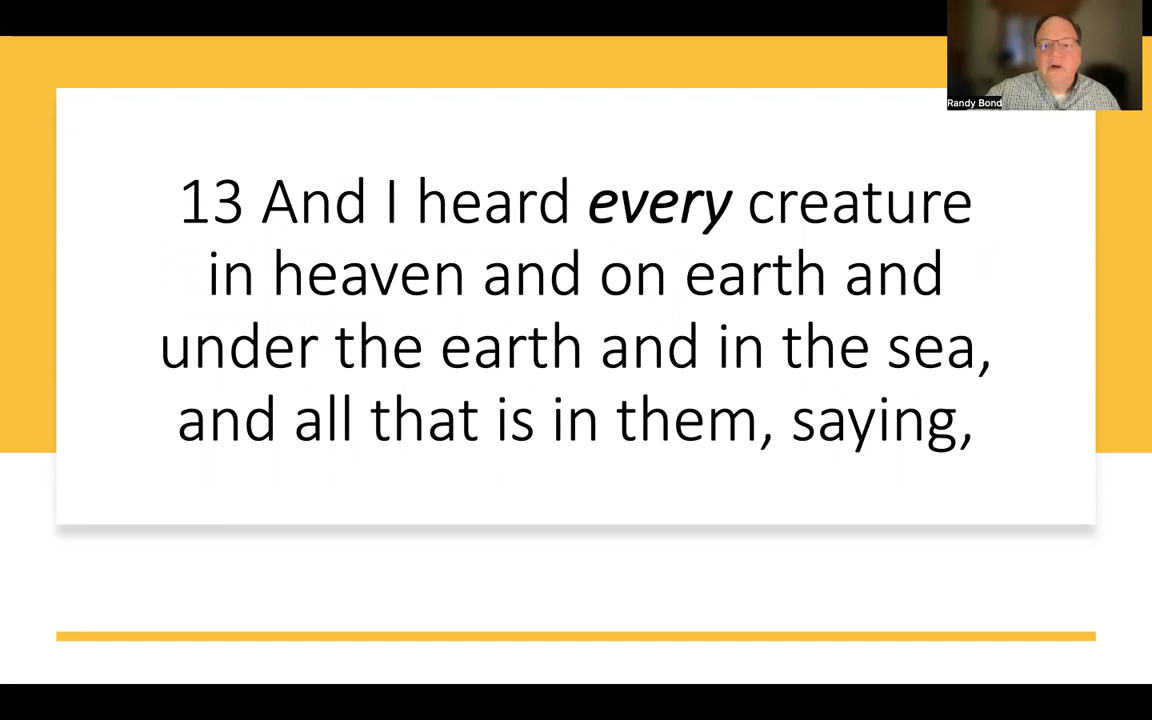 Randy Bond
13 And I heard every creature
in heaven and on earth and
under the earth and in the sea,
and all that is in them, saying,